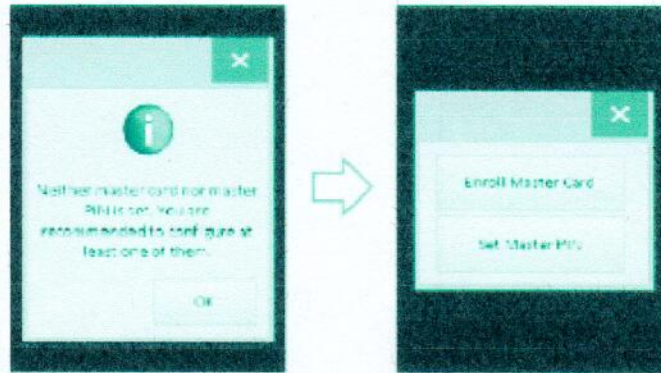 Neither master card nor master
PIN is set. You are
recommended to configure at
least one of them.
OK
Enroll Master Card
Set Master PIN